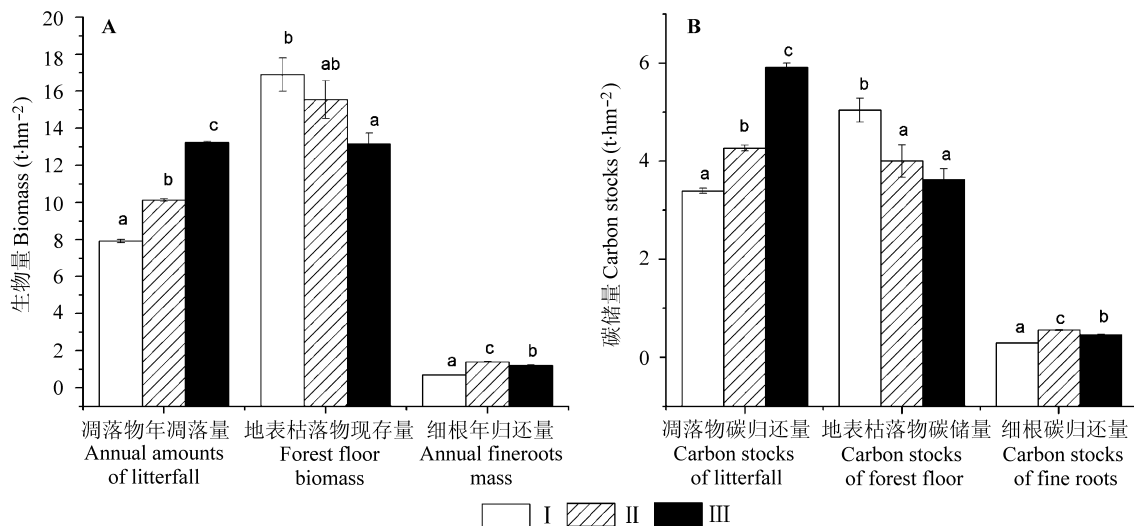 A
生物量 Biomass (t·hm⁻²)
20
18
16
14
12
10
8
6
4
2
0
a
b
c
b
ab
a
a
c
b
凋落物年凋落量
Annual amounts
of litterfall
地表枯落物现存量
Forest floor
biomass
细根年归还量
Annual fineroots
mass
B
碳储量 Carbon stocks (t·hm⁻²)
6
4
2
0
a
b
c
b
a
a
a
c
b
凋落物碳归还量
Carbon stocks
of litterfall
地表枯落物碳储量
Carbon stocks
of forest floor
细根碳归还量
Carbon stocks
of fine roots
I
II
III